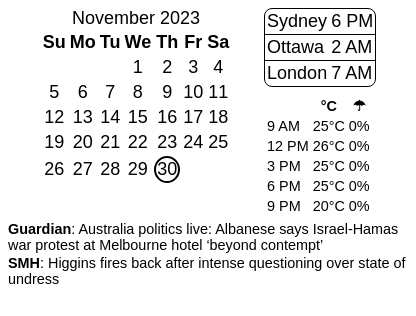 November 2023
Su Mo Tu We Th Fr Sa
1 2 3 4
5 6 7 8 9 10 11
12 13 14 15 16 17 18
19 20 21 22 23 24 25
26 27 28 29 30
Sydney 6 PM
Ottawa 2 AM
London 7 AM
°C ☂
9 AM 25°C 0%
12 PM 26°C 0%
3 PM 25°C 0%
6 PM 25°C 0%
9 PM 20°C 0%
Guardian: Australia politics live: Albanese says Israel-Hamas
war protest at Melbourne hotel ‘beyond contempt’
SMH: Higgins fires back after intense questioning over state of
undress